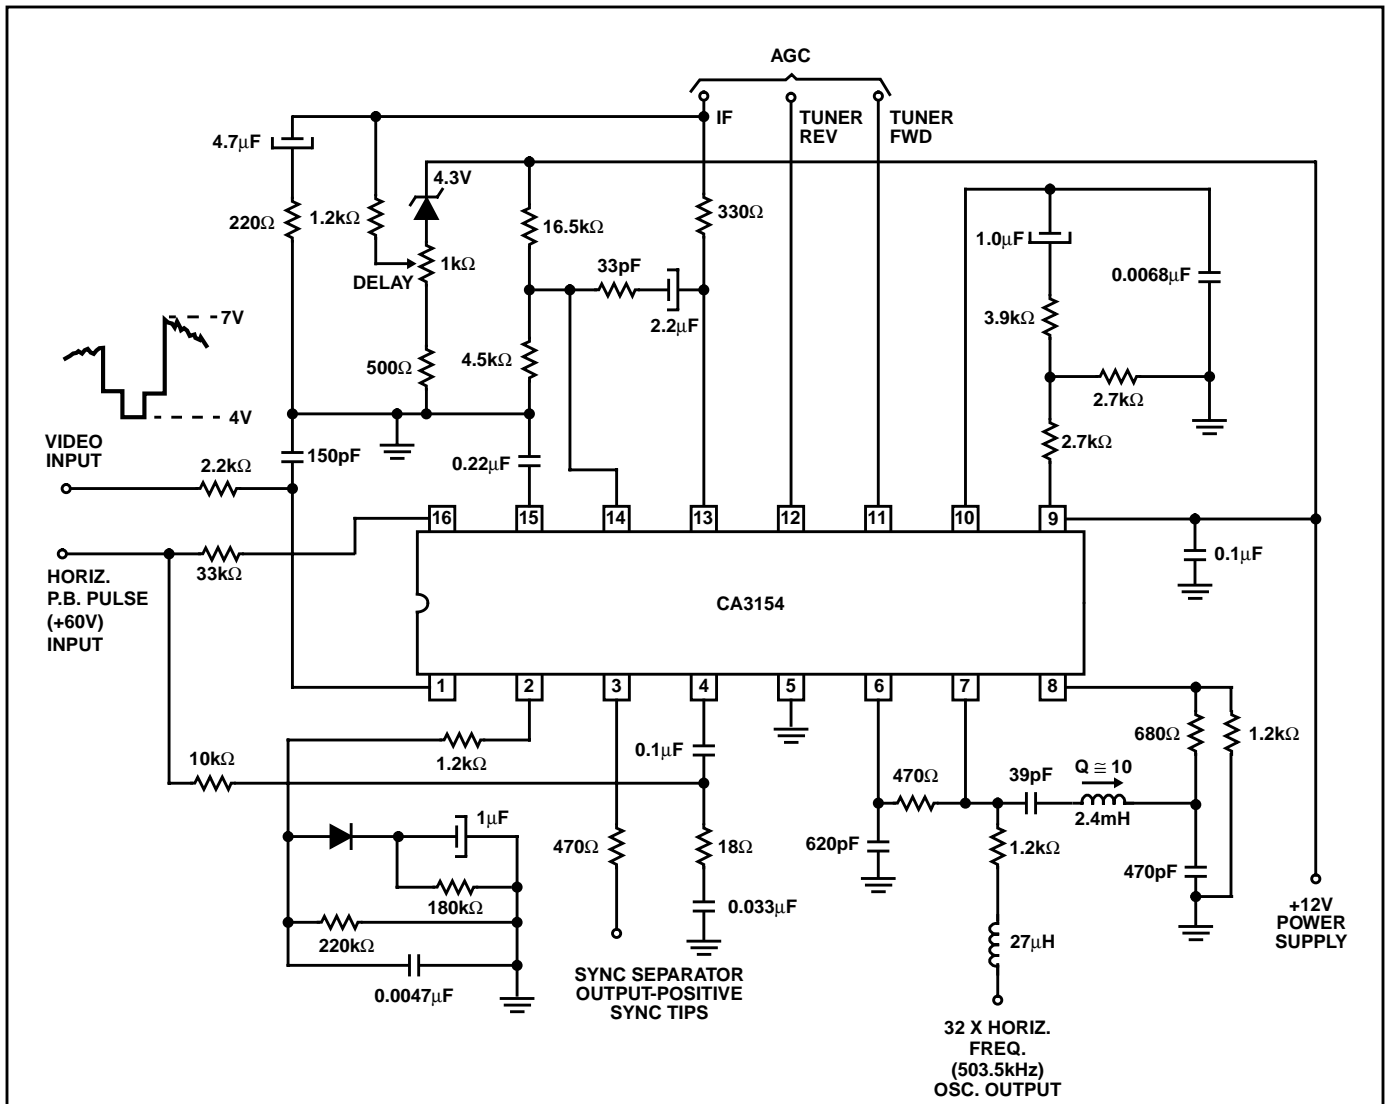 AGC
IF
TUNER
REV
TUNER
FWD
4.7µF
4.3V
220Ω
1.2kΩ
16.5kΩ
330Ω
1kΩ
DELAY
33pF
2.2µF
1.0µF
0.0068µF
3.9kΩ
7V
4V
500Ω
4.5kΩ
2.7kΩ
2.7kΩ
VIDEO
INPUT
2.2kΩ
150pF
0.22µF
16
15
14
13
12
11
10
9
33kΩ
0.1µF
HORIZ.
P.B. PULSE
(+60V)
INPUT
CA3154
1
2
3
4
5
6
7
8
10kΩ
1.2kΩ
0.1µF
470Ω
39pF
Q ≅ 10
2.4mH
680Ω
1.2kΩ
1µF
180kΩ
220kΩ
0.0047µF
470Ω
18Ω
0.033µF
620pF
1.2kΩ
470pF
27µH
SYNC SEPARATOR
OUTPUT-POSITIVE
SYNC TIPS
+12V
POWER
SUPPLY
32 X HORIZ.
FREQ.
(503.5kHz)
OSC. OUTPUT